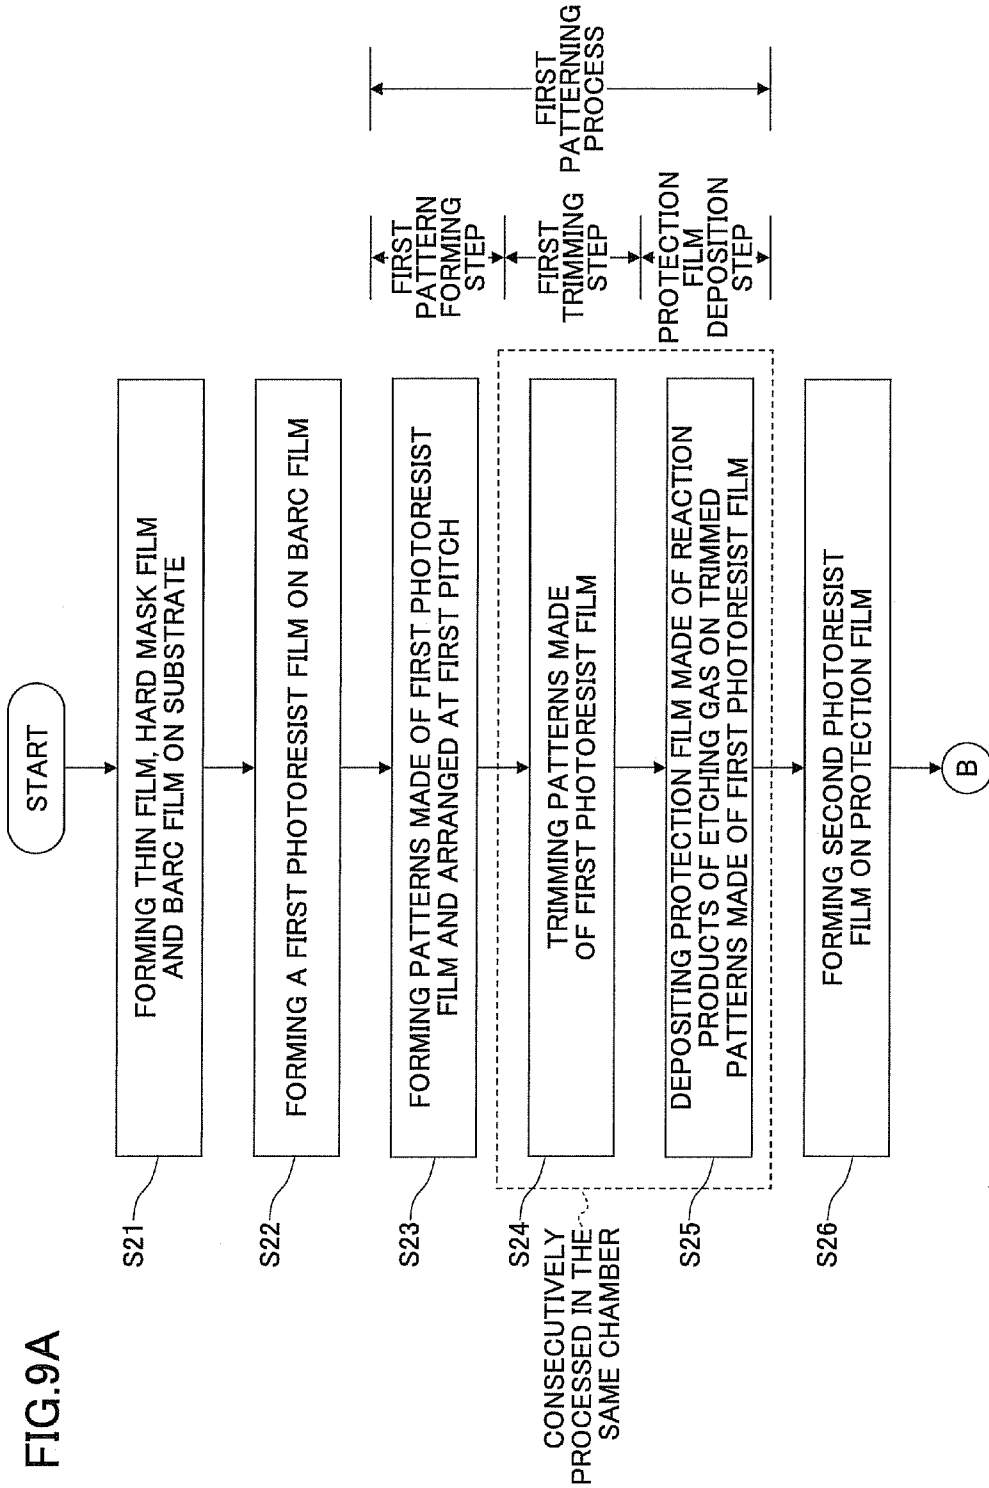 FIG.9A
START
S21
FORMING THIN FILM, HARD MASK FILM
AND BARC FILM ON SUBSTRATE
S22
FORMING A FIRST PHOTORESIST FILM ON BARC FILM
S23
FORMING PATTERNS MADE OF FIRST PHOTORESIST
FILM AND ARRANGED AT FIRST PITCH
FIRST
PATTERN
FORMING
STEP
CONSECUTIVELY
PROCESSED IN THE
SAME CHAMBER
S24
TRIMMING PATTERNS MADE
OF FIRST PHOTORESIST FILM
FIRST
TRIMMING
STEP
FIRST
PATTERNING
PROCESS
S25
DEPOSITING PROTECTION FILM MADE OF REACTION
PRODUCTS OF ETCHING GAS ON TRIMMED
PATTERNS MADE OF FIRST PHOTORESIST FILM
PROTECTION
FILM
DEPOSITION
STEP
S26
FORMING SECOND PHOTORESIST
FILM ON PROTECTION FILM
B